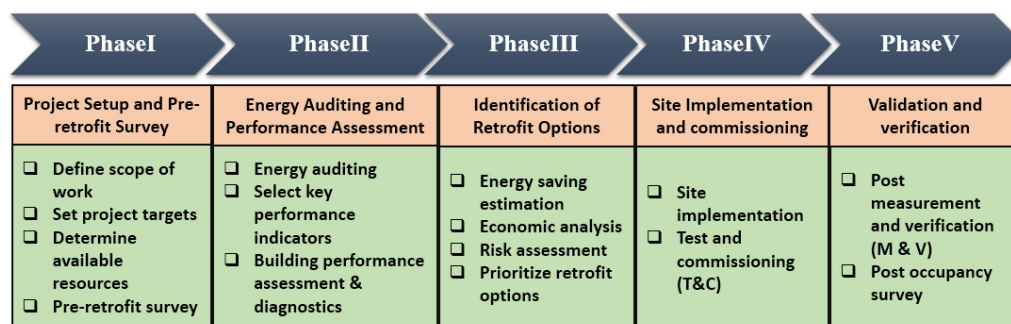 PhaseI
PhaseII
PhaseIII
PhaseIV
PhaseV
Project Setup and Pre-
retrofit Survey
Energy Auditing and
Performance Assessment
Identification of
Retrofit Options
Site Implementation
and commissioning
Validation and
verification
❑ Define scope of
work
❑ Set project targets
❑ Determine
available
resources
❑ Pre-retrofit survey
❑ Energy auditing
❑ Select key
performance
indicators
❑ Building performance
assessment &
diagnostics
❑ Energy saving
estimation
❑ Economic analysis
❑ Risk assessment
❑ Prioritize retrofit
options
❑ Site
implementation
❑ Test and
commissioning
(T&C)
❑ Post
measurement
and verification
(M & V)
❑ Post occupancy
survey